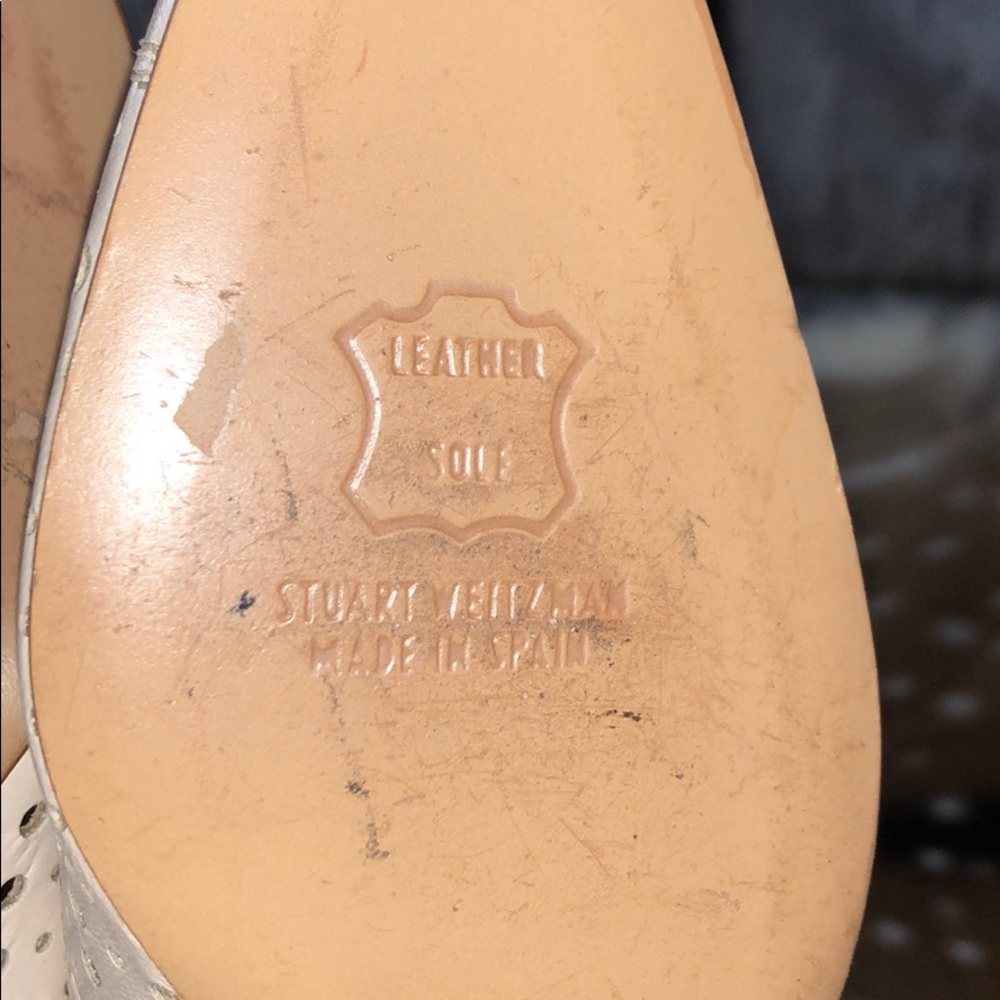 LEATHER
SOLE
STUART WEITZMAN
MADE IN SPAIN